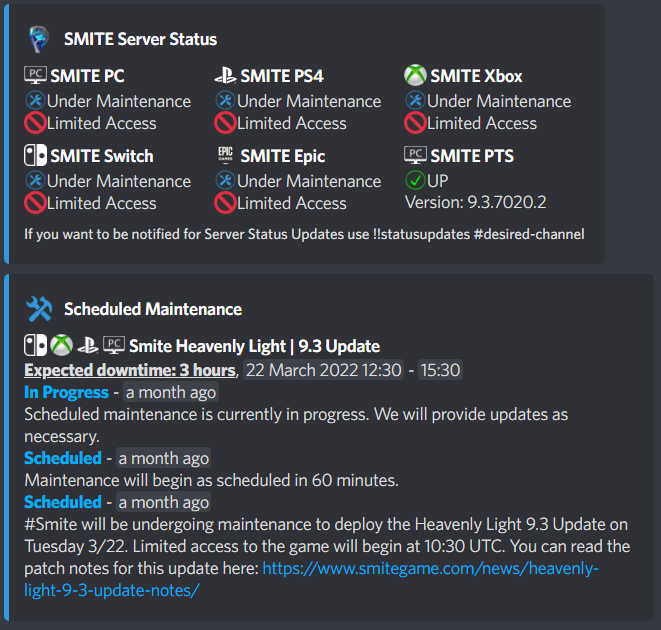 SMITE Server Status
PC SMITE PC SMITE PS4 SMITE Xbox
Under Maintenance Under Maintenance Under Maintenance
Limited Access Limited Access Limited Access
SMITE Switch EPIC GAMES SMITE Epic PC SMITE PTS
Under Maintenance Under Maintenance UP
Limited Access Limited Access Version: 9.3.7020.2
If you want to be notified for Server Status Updates use !!statusupdates #desired-channel
Scheduled Maintenance
PC Smite Heavenly Light | 9.3 Update
Expected downtime: 3 hours, 22 March 2022 12:30 - 15:30
In Progress - a month ago
Scheduled maintenance is currently in progress. We will provide updates as
necessary.
Scheduled - a month ago
Maintenance will begin as scheduled in 60 minutes.
Scheduled - a month ago
#Smite will be undergoing maintenance to deploy the Heavenly Light 9.3 Update on
Tuesday 3/22. Limited access to the game will begin at 10:30 UTC. You can read the
patch notes for this update here: https://www.smitegame.com/news/heavenly-
light-9-3-update-notes/